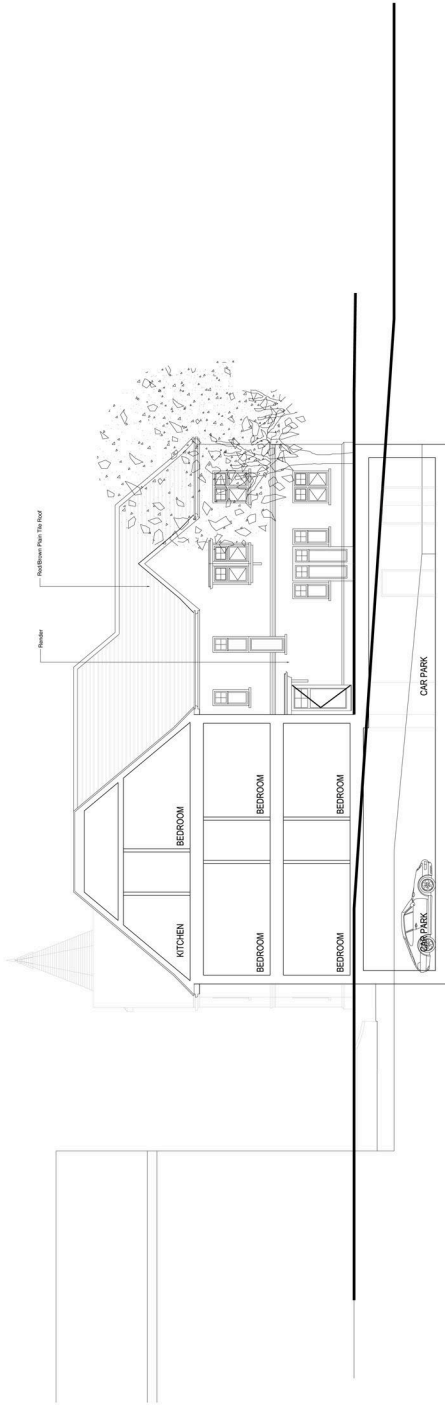 Red/Brown Plain Tile Roof
Render
KITCHEN
BEDROOM
BEDROOM
BEDROOM
BEDROOM
BEDROOM
CAR PARK
CAR PARK